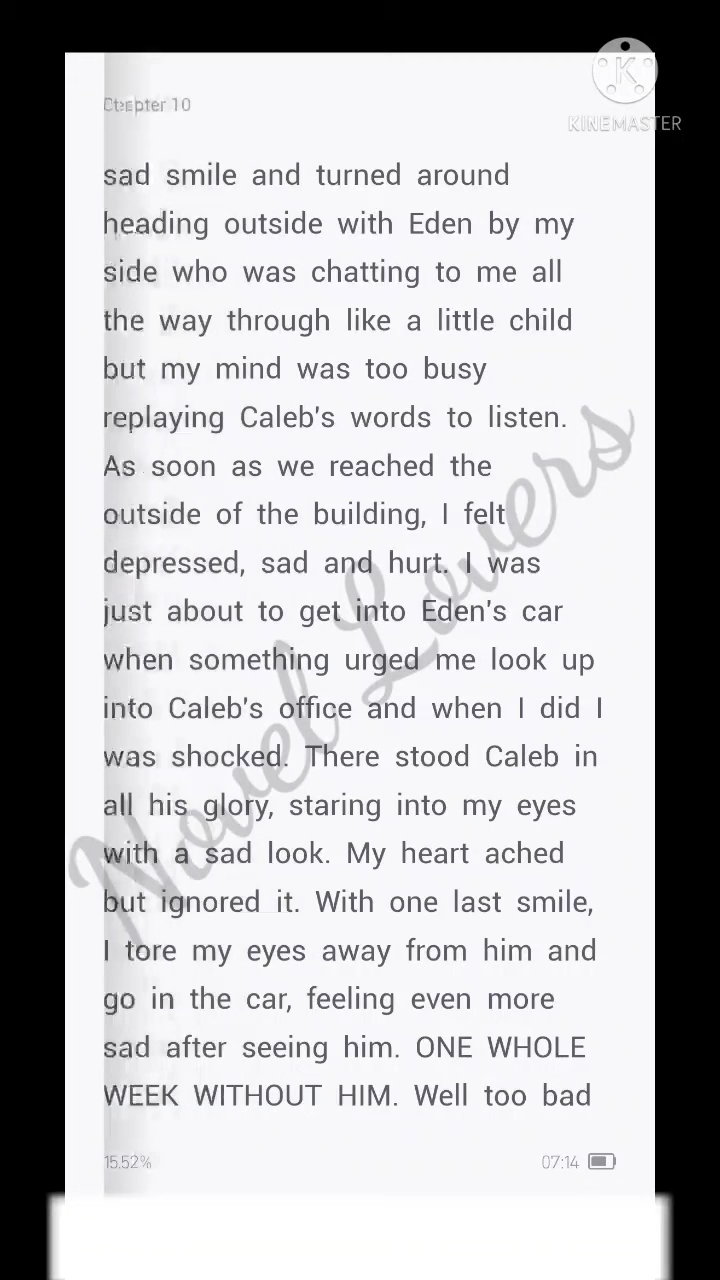 Chapter 10
KINEMASTER
sad smile and turned around
heading outside with Eden by my
side who was chatting to me all
the way through like a little child
but my mind was too busy
replaying Caleb's words to listen.
As soon as we reached the
outside of the building, I felt
depressed, sad and hurt. I was
just about to get into Eden's car
when something urged me look up
into Caleb's office and when I did I
was shocked. There stood Caleb in
all his glory, staring into my eyes
with a sad look. My heart ached
but ignored it. With one last smile,
I tore my eyes away from him and
go in the car, feeling even more
sad after seeing him. ONE WHOLE
WEEK WITHOUT HIM. Well too bad
Novel Lovers
15.52%
07:14